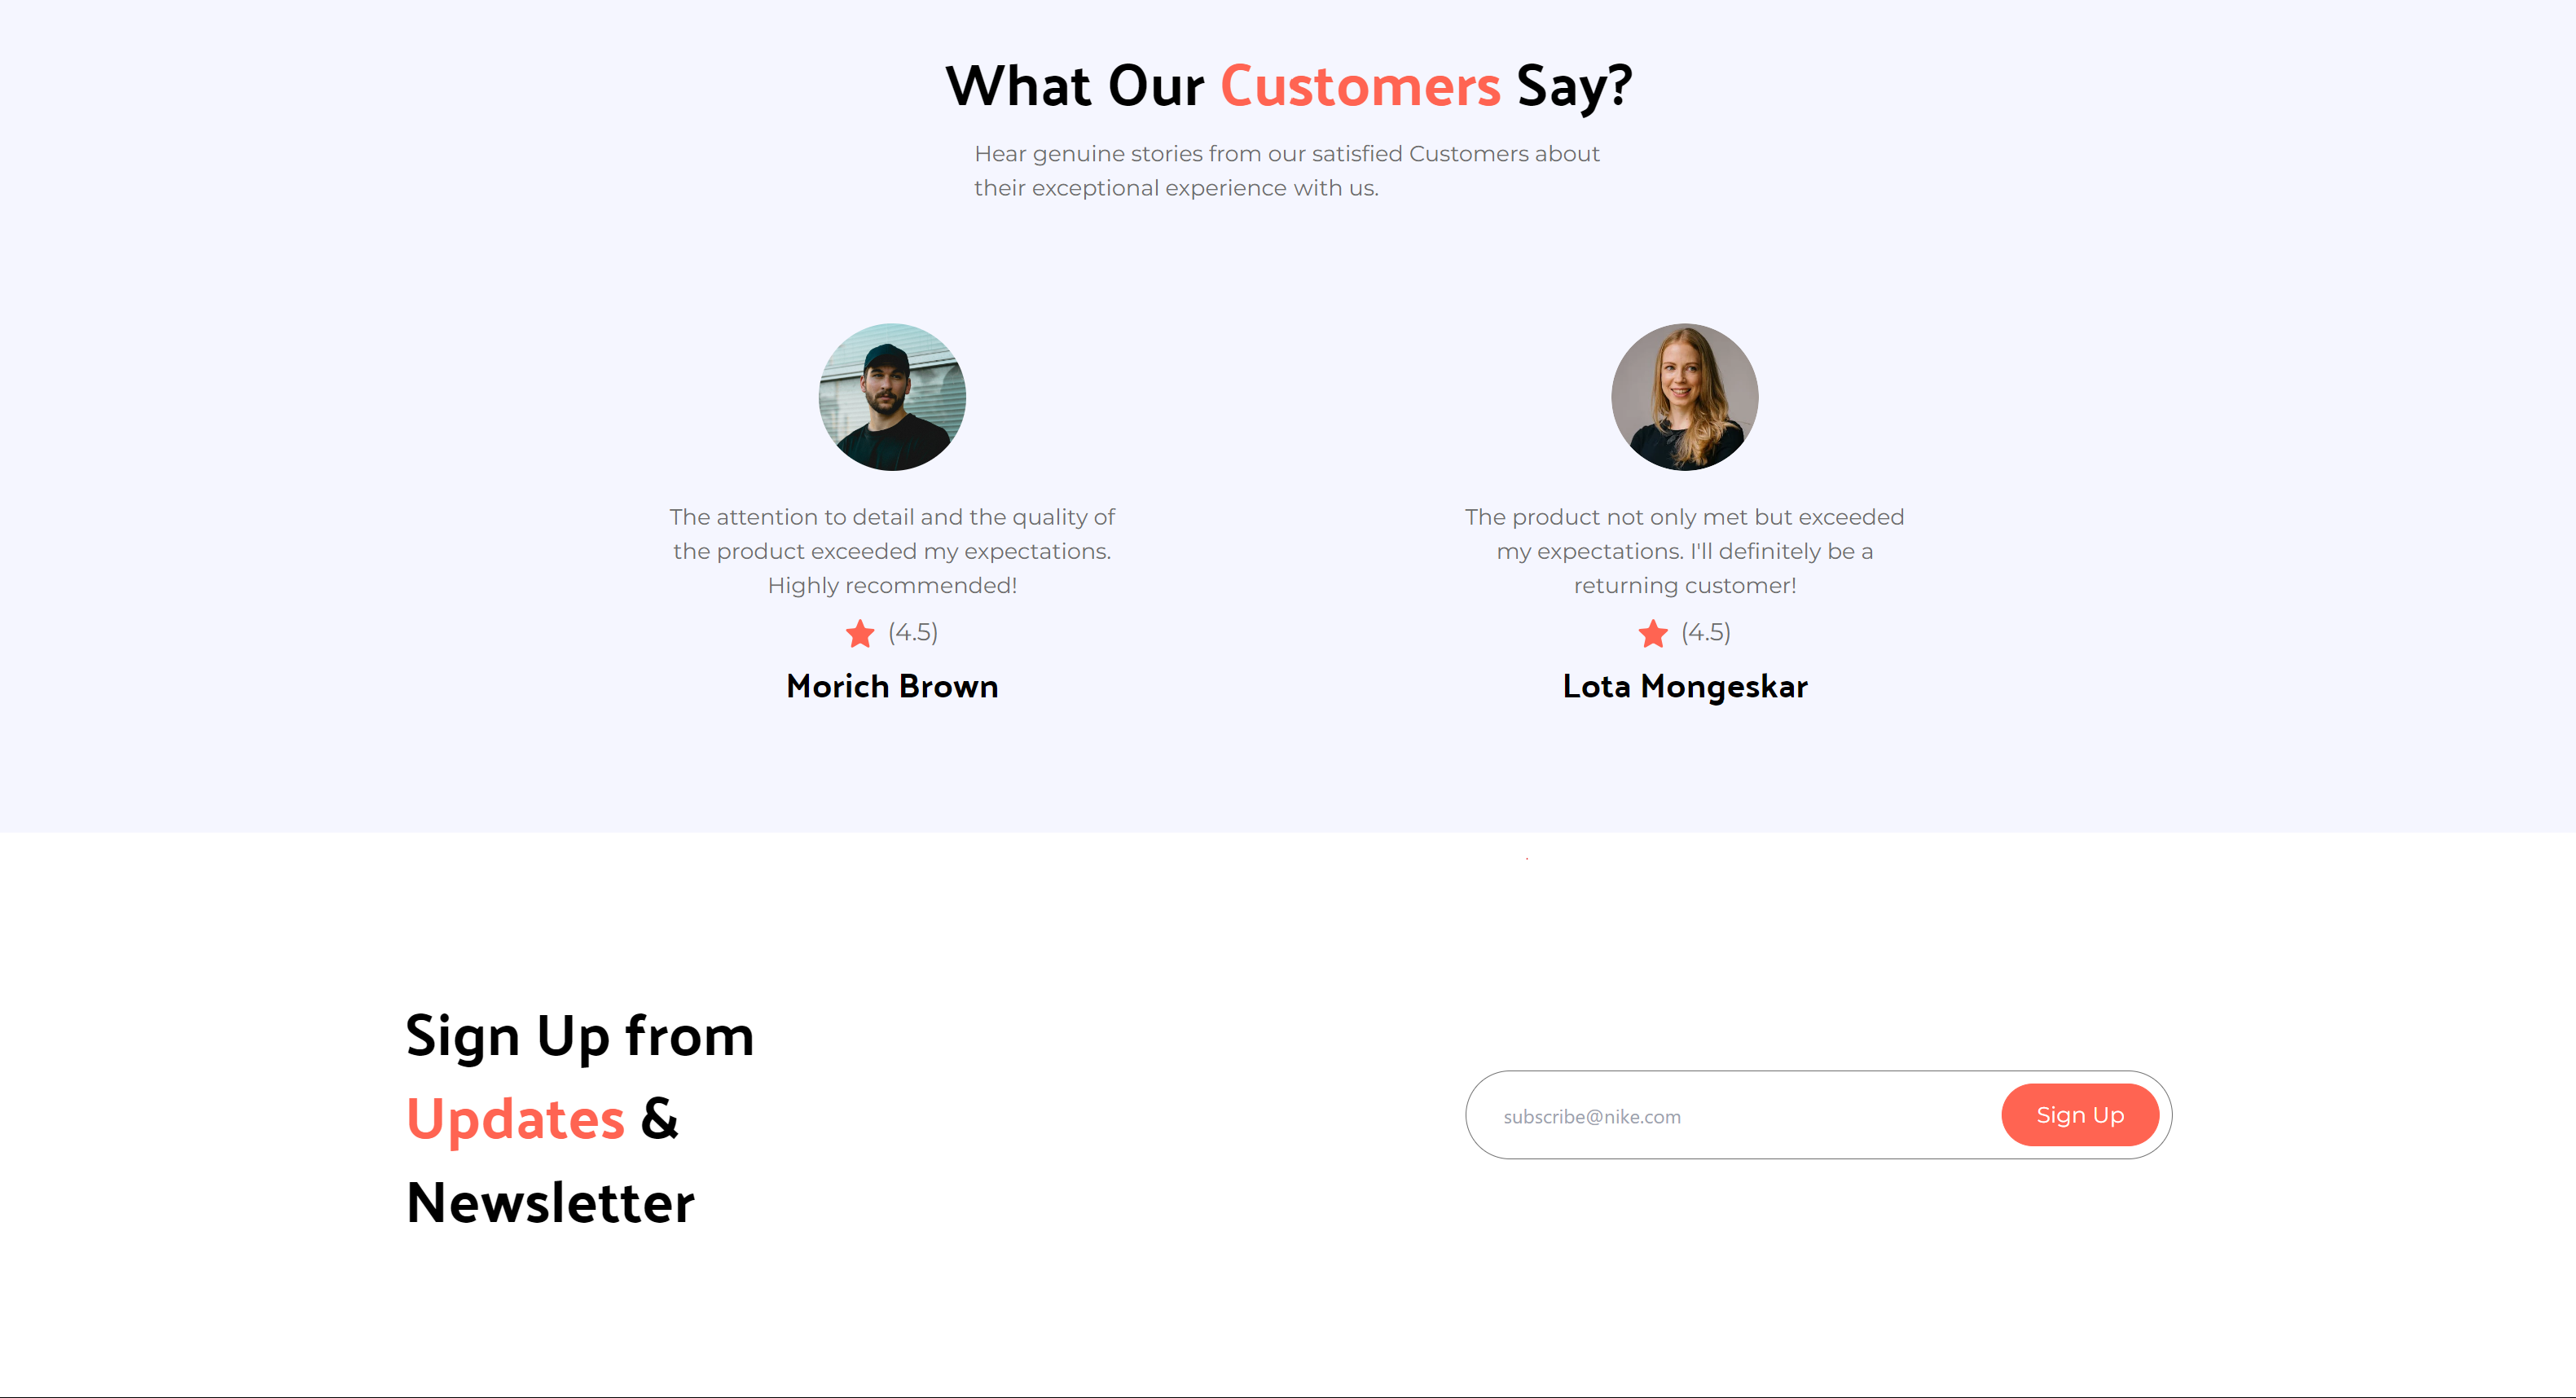 What Our Customers Say?
Hear genuine stories from our satisfied Customers about
their exceptional experience with us.
The attention to detail and the quality of
the product exceeded my expectations.
Highly recommended!
(4.5)
Morich Brown
The product not only met but exceeded
my expectations. I'll definitely be a
returning customer!
(4.5)
Lota Mongeskar
Sign Up from
Updates &
Newsletter
subscribe@nike.com
Sign Up